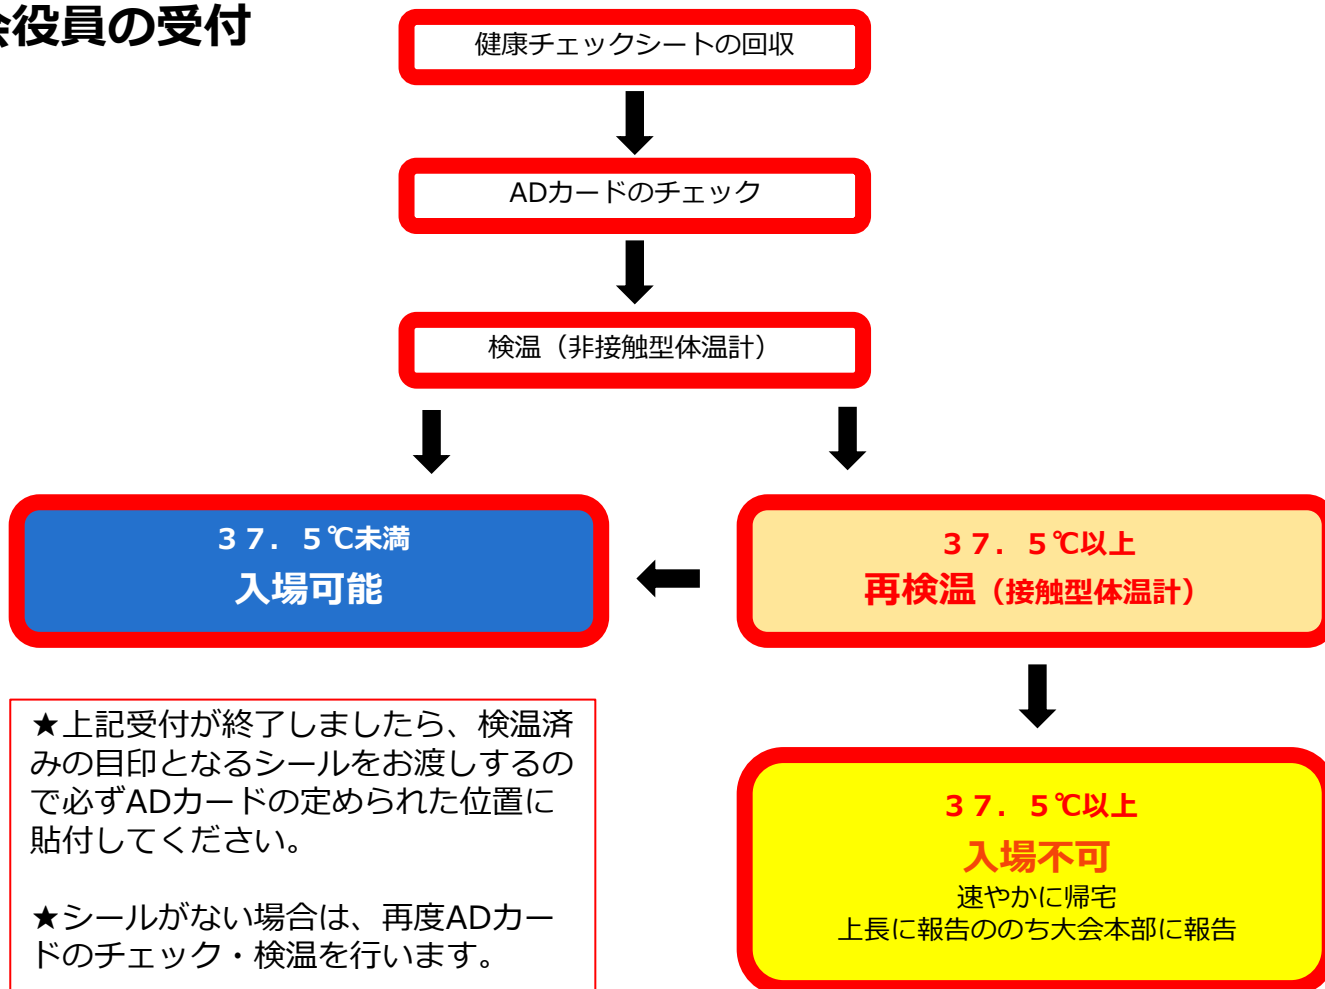 会役員の受付
健康チェックシートの回収
ADカードのチェック
検温（非接触型体温計）
３７．５℃未満
入場可能
３７．５℃以上
再検温（接触型体温計）
★上記受付が終了しましたら、検温済
みの目印となるシールをお渡しするの
で必ずADカードの定められた位置に
貼付してください。
★シールがない場合は、再度ADカー
ドのチェック・検温を行います。
３７．５℃以上
入場不可
速やかに帰宅
上長に報告ののち大会本部に報告